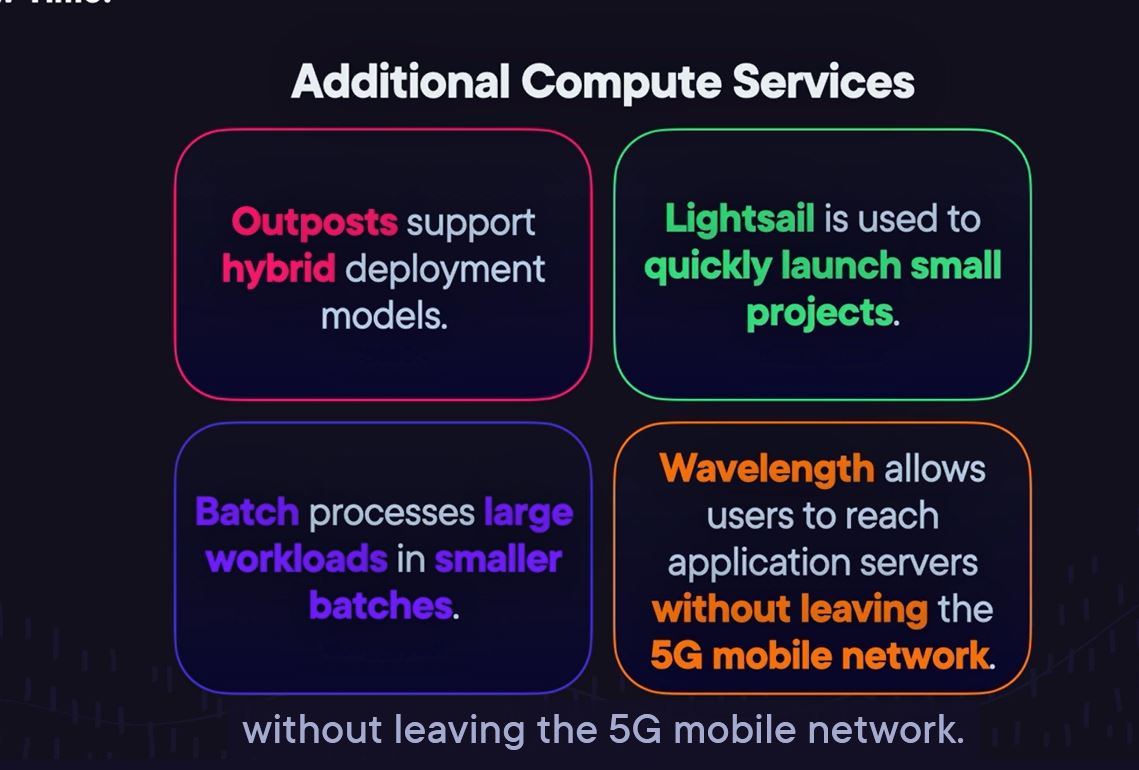 Additional Compute Services
Outposts support
hybrid deployment
models.
Lightsail is used to
quickly launch small
projects.
Batch processes large
workloads in smaller
batches.
Wavelength allows
users to reach
application servers
without leaving the
5G mobile network.
without leaving the 5G mobile network.